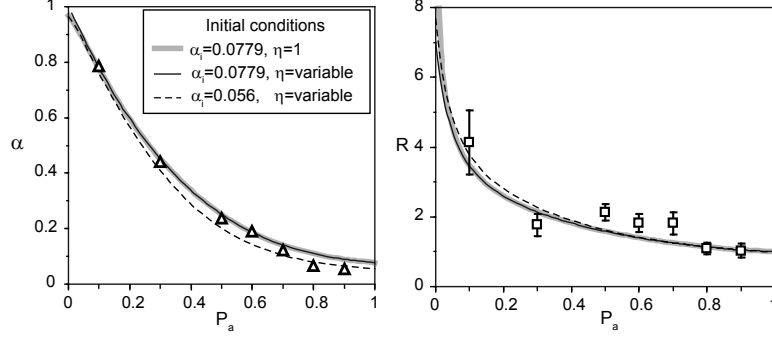 Initial conditions
αi=0.0779, η=1
αi=0.0779, η=variable
αi=0.056, η=variable
1
0.8
0.6
0.4
0.2
0
α
0 0.2 0.4 0.6 0.8 1
Pa
8
6
4
2
0
R
0 0.2 0.4 0.6 0.8 1
Pa